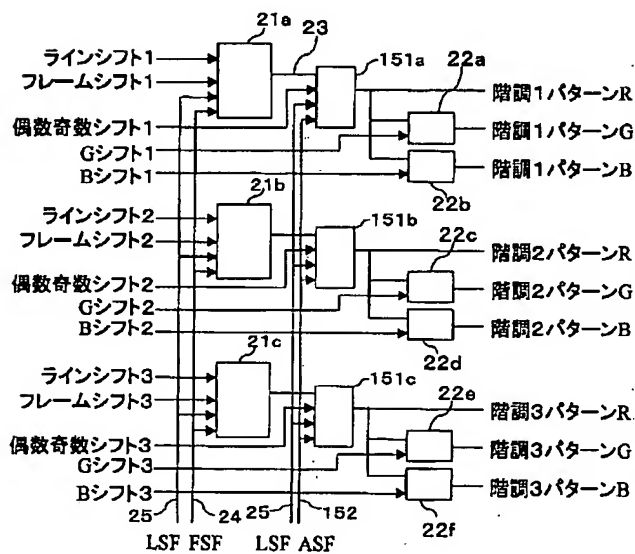 21a
23
151a
22a
ラインシフト1
フレームシフト1
階調1パターンR
偶数奇数シフト1
階調1パターンG
Gシフト1
Bシフト1
階調1パターンB
21b
151b
22b
22c
ラインシフト2
フレームシフト2
階調2パターンR
偶数奇数シフト2
階調2パターンG
Gシフト2
Bシフト2
階調2パターンB
21c
151c
22d
22e
ラインシフト3
フレームシフト3
階調3パターンR
偶数奇数シフト3
階調3パターンG
Gシフト3
Bシフト3
階調3パターンB
25 24 25 152 22f
LSF FSF LSF ASF